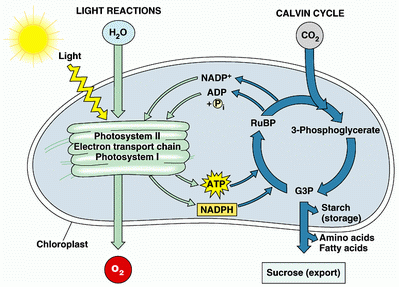 LIGHT REACTIONS
CALVIN CYCLE
H₂O
CO₂
Light
NADP⁺
ADP
+ Pi
RuBP
3-Phosphoglycerate
Photosystem II
Electron transport chain
Photosystem I
ATP
NADPH
G3P
Starch
(storage)
Amino acids
Fatty acids
Chloroplast
O₂
Sucrose (export)